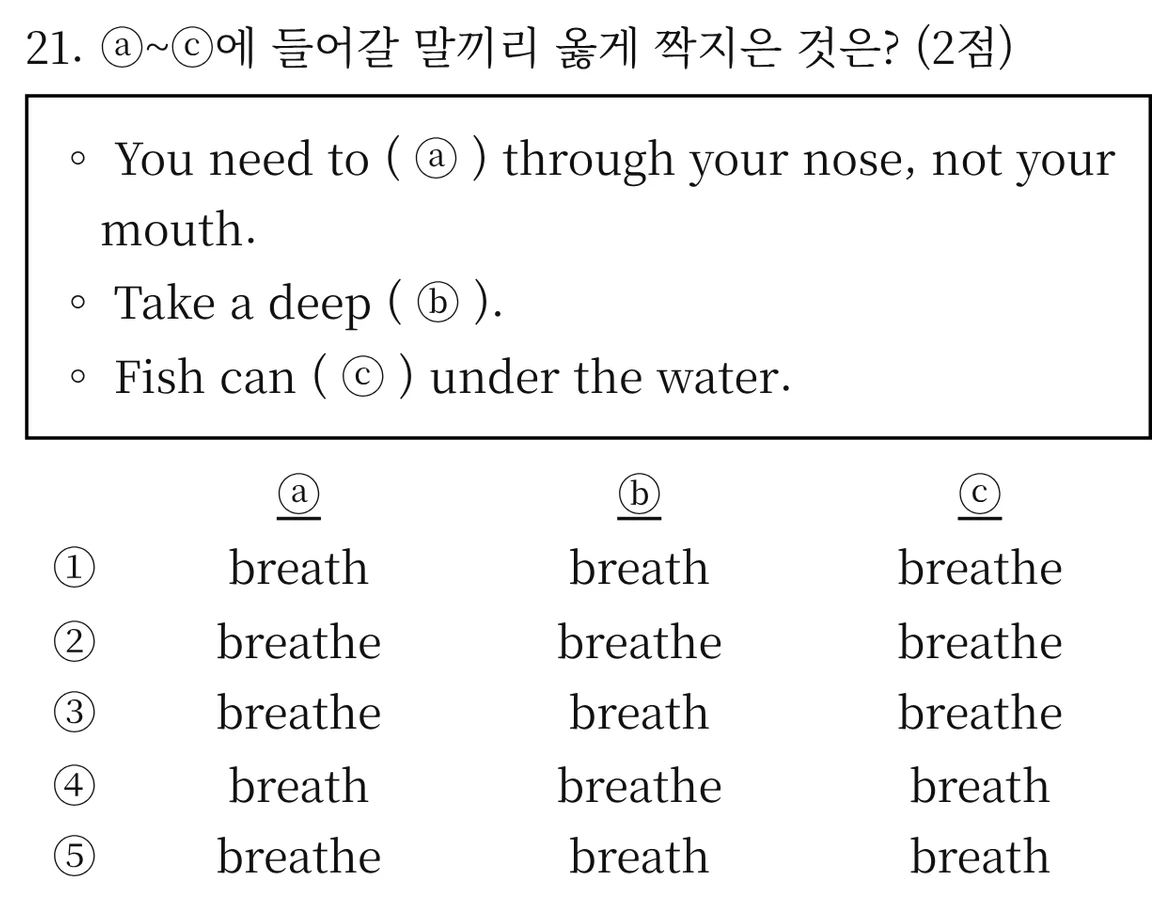 21. ⓐ~ⓒ에 들어갈 말끼리 옳게 짝지은 것은? (2점)
◦ You need to ( ⓐ ) through your nose, not your
mouth.
◦ Take a deep ( ⓑ ).
◦ Fish can ( ⓒ ) under the water.
ⓐ ⓑ ⓒ
① breath breath breathe
② breathe breathe breathe
③ breathe breath breathe
④ breath breathe breath
⑤ breathe breath breath